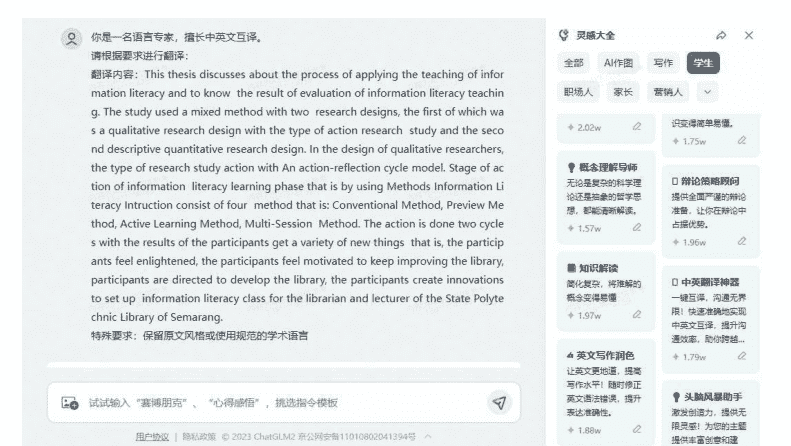 你是一名语言专家，擅长中英文互译。
请根据要求进行翻译：
翻译内容：This thesis discusses about the process of applying the teaching of infor
mation literacy and to know the result of evaluation of information literacy teachin
g. The study used a mixed method with two research designs, the first of which wa
s a qualitative research design with the type of action research study and the seco
nd descriptive quantitative research design. In the design of qualitative researchers,
the type of research study action with An action-reflection cycle model. Stage of ac
tion of information literacy learning phase that is by using Methods Information Li
teracy Intruction consist of four method that is: Conventional Method, Preview Me
thod, Active Learning Method, Multi-Session Method. The action is done two cycle
s with the results of the participants get a variety of new things that is, the particip
ants feel enlightened, the participants feel motivated to keep improving the library,
participants are directed to develop the library, the participants create innovations
to set up information literacy class for the librarian and lecturer of the State Polyte
chnic Library of Semarang.
特殊要求：保留原文风格或使用规范的学术语言
试试输入“赛博朋克”、“心得感悟”，挑选指令模板
用户协议 | 隐私政策 © 2023 ChatGLM2 京公网安备11010802041394号
灵感大全
全部 AI作图 写作 学生
职场人 家长 营销人
2.02w
概念理解导师
无论是复杂的科学理
论还是抽象的哲学思
想，都能清晰解读。
1.57w
知识解读
简化复杂，将难解的
概念变得易懂
1.97w
英文写作润色
让英文更地道，提高
写作水平！随时修正
英文语法错误，提升
表达准确性。
1.88w
识变得简单易懂。
1.75w
辩论策略顾问
提供全面严谨的辩论
准备，让你在辩论中
占据优势。
1.96w
中英翻译神器
一键互译，沟通无界
限！快速准确地实现
中英文互译，提升沟
通效率，助你跨越...
1.79w
头脑风暴助手
激发创造力，提供无
限灵感！为您的主题
提供丰富创意和建